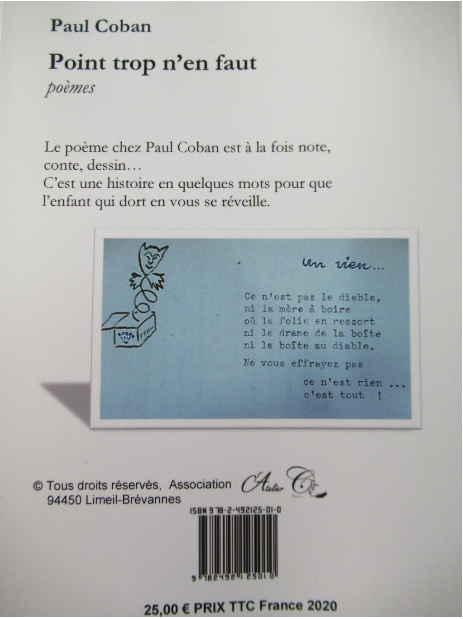 Paul Coban
Point trop n'en faut
poèmes
Le poème chez Paul Coban est à la fois note,
conte, dessin...
C'est une histoire en quelques mots pour que
l'enfant qui dort en vous se réveille.
un rien...
Ce n'est pas le diable,
ni la mère à boire
où la folie en ressort
ni le drame de la boîte
ni la boîte au diable.
Ne vous effrayez pas
ce n'est rien ...
c'est tout !
© Tous droits réservés, Association L'Atelier
94450 Limeil-Brévannes
ISBN 978-2-492125-01-0
9 782492 125010
25,00 € PRIX TTC France 2020